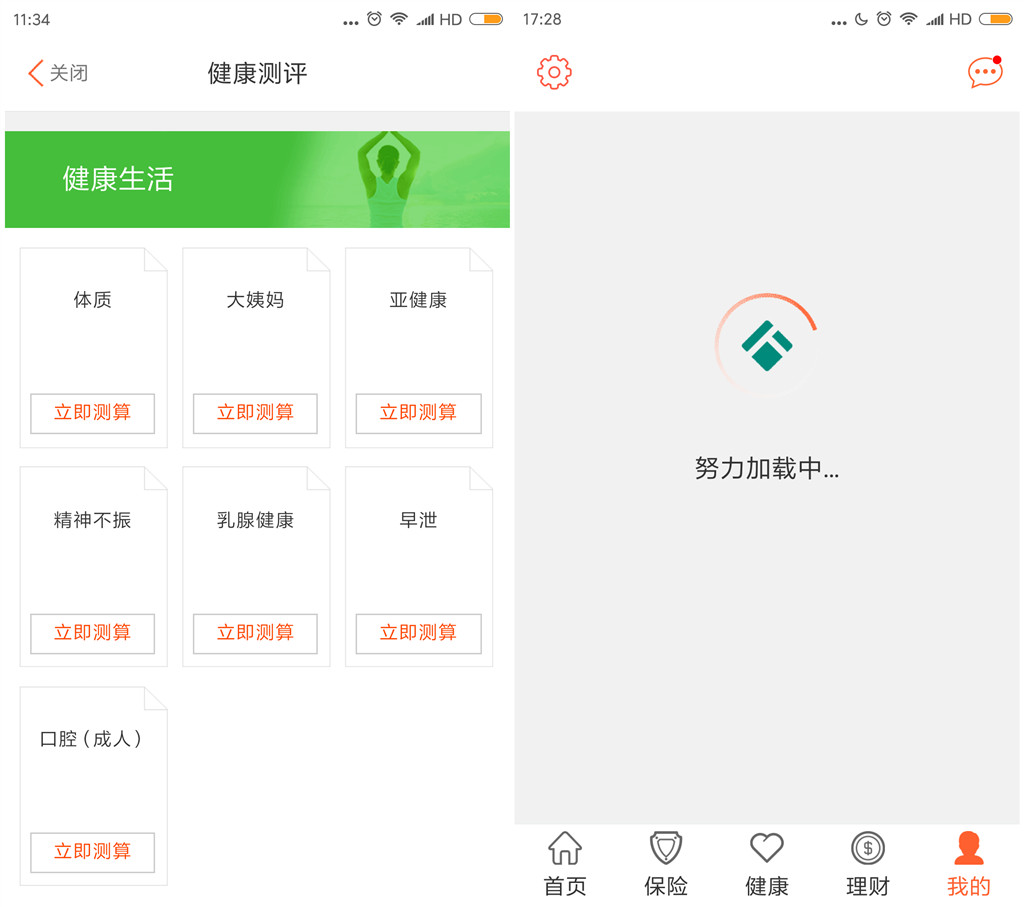 11:34
HD
关闭
健康测评
健康生活
体质
大姨妈
亚健康
立即测算
立即测算
立即测算
精神不振
乳腺健康
早泄
立即测算
立即测算
立即测算
口腔（成人）
立即测算
17:28
HD
努力加载中...
首页
保险
健康
理财
我的